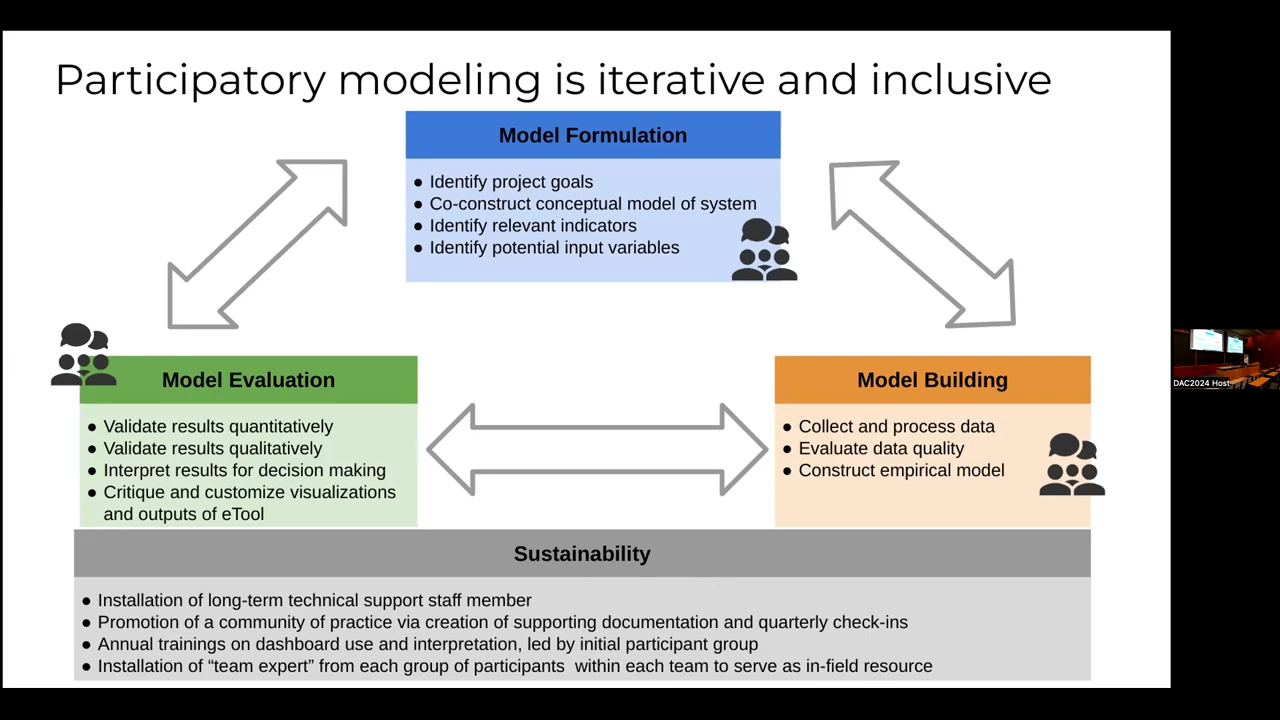 Participatory modeling is iterative and inclusive
Model Formulation
● Identify project goals
● Co-construct conceptual model of system
● Identify relevant indicators
● Identify potential input variables
Model Evaluation
● Validate results quantitatively
● Validate results qualitatively
● Interpret results for decision making
● Critique and customize visualizations
and outputs of eTool
Model Building
● Collect and process data
● Evaluate data quality
● Construct empirical model
Sustainability
● Installation of long-term technical support staff member
● Promotion of a community of practice via creation of supporting documentation and quarterly check-ins
● Annual trainings on dashboard use and interpretation, led by initial participant group
● Installation of “team expert” from each group of participants  within each team to serve as in-field resource
DAC2024 Host